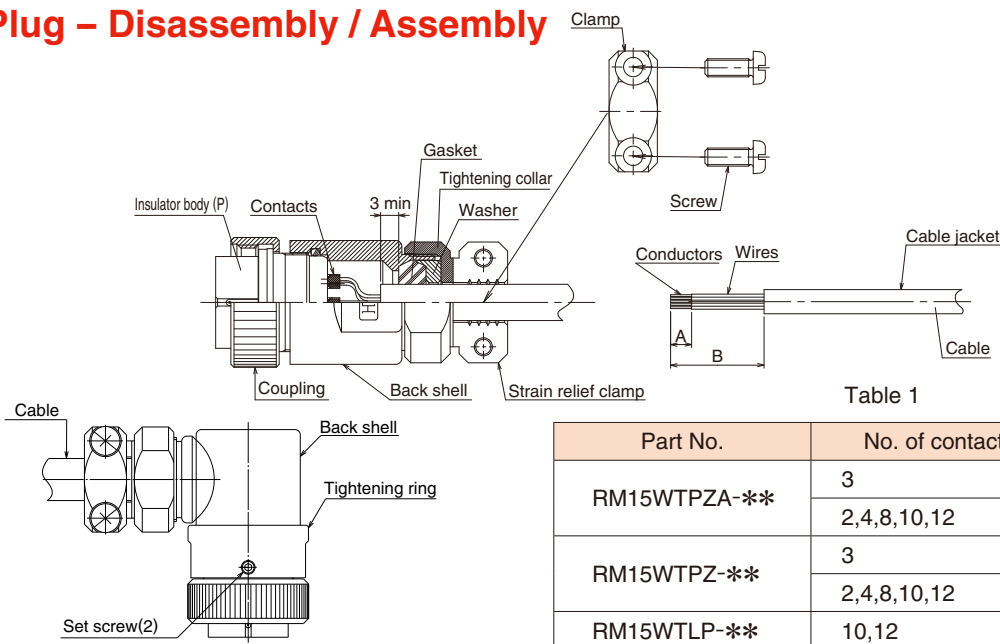 Plug – Disassembly / Assembly
Clamp
Gasket
Tightening collar
Insulator body (P)
Contacts
3 min
Washer
Screw
Conductors
Wires
Cable jacket
A
B
Cable
Coupling
Back shell
Strain relief clamp
Cable
Back shell
Tightening ring
Set screw(2)
Table 1
Part No.
No. of contact
RM15WTPZA-**
3
2,4,8,10,12
RM15WTPZ-**
3
2,4,8,10,12
RM15WTLP-**
10,12